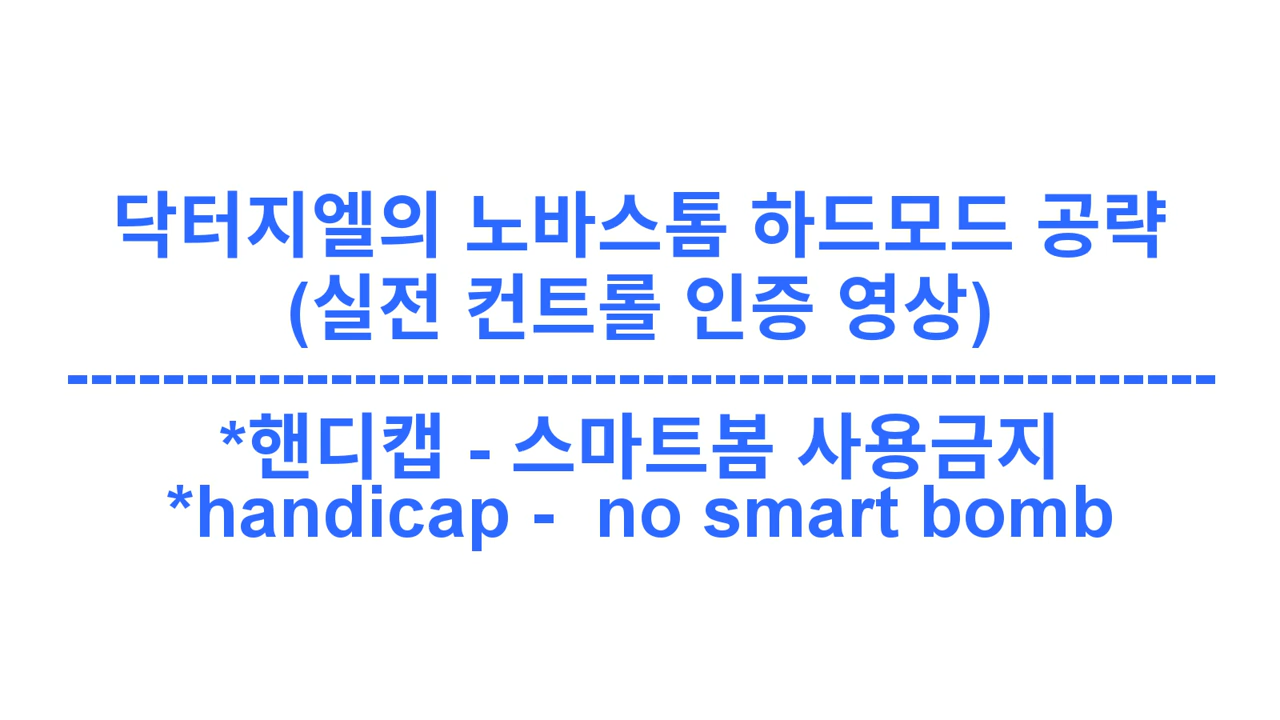 닥터지엘의 노바스톰 하드모드 공략
(실전 컨트롤 인증 영상)
------------------------------------------------
*핸디캡 - 스마트봄 사용금지
*handicap -  no smart bomb